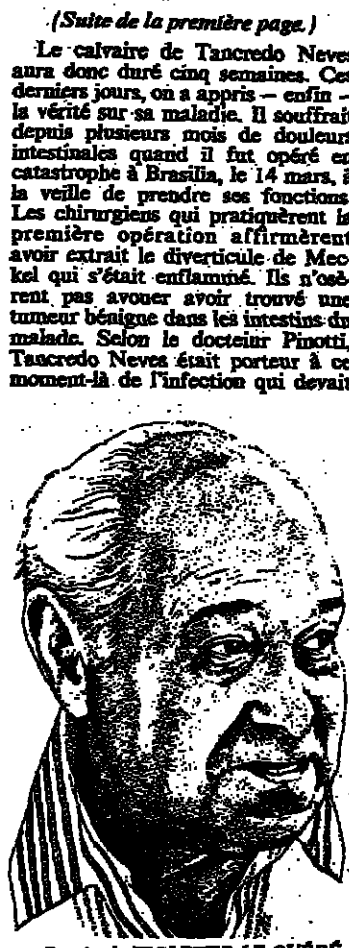 (Suite de la première page.)
Le calvaire de Tancredo Neves
aura donc duré cinq semaines. Ces
derniers jours, on a appris – enfin –
la vérité sur sa maladie. Il souffrait
depuis plusieurs mois de douleurs
intestinales quand il fut opéré en
catastrophe à Brasilia, le 14 mars, à
la veille de prendre ses fonctions.
Les chirurgiens qui pratiquèrent la
première opération affirmèrent
avoir extrait le diverticule de Mec-
kel qui s'était enflammé. Ils n'osè-
rent pas avouer avoir trouvé une
tumeur bénigne dans les intestins du
malade. Selon le docteur Pinotti,
Tancredo Neves était porteur à ce
moment-là de l'infection qui devait